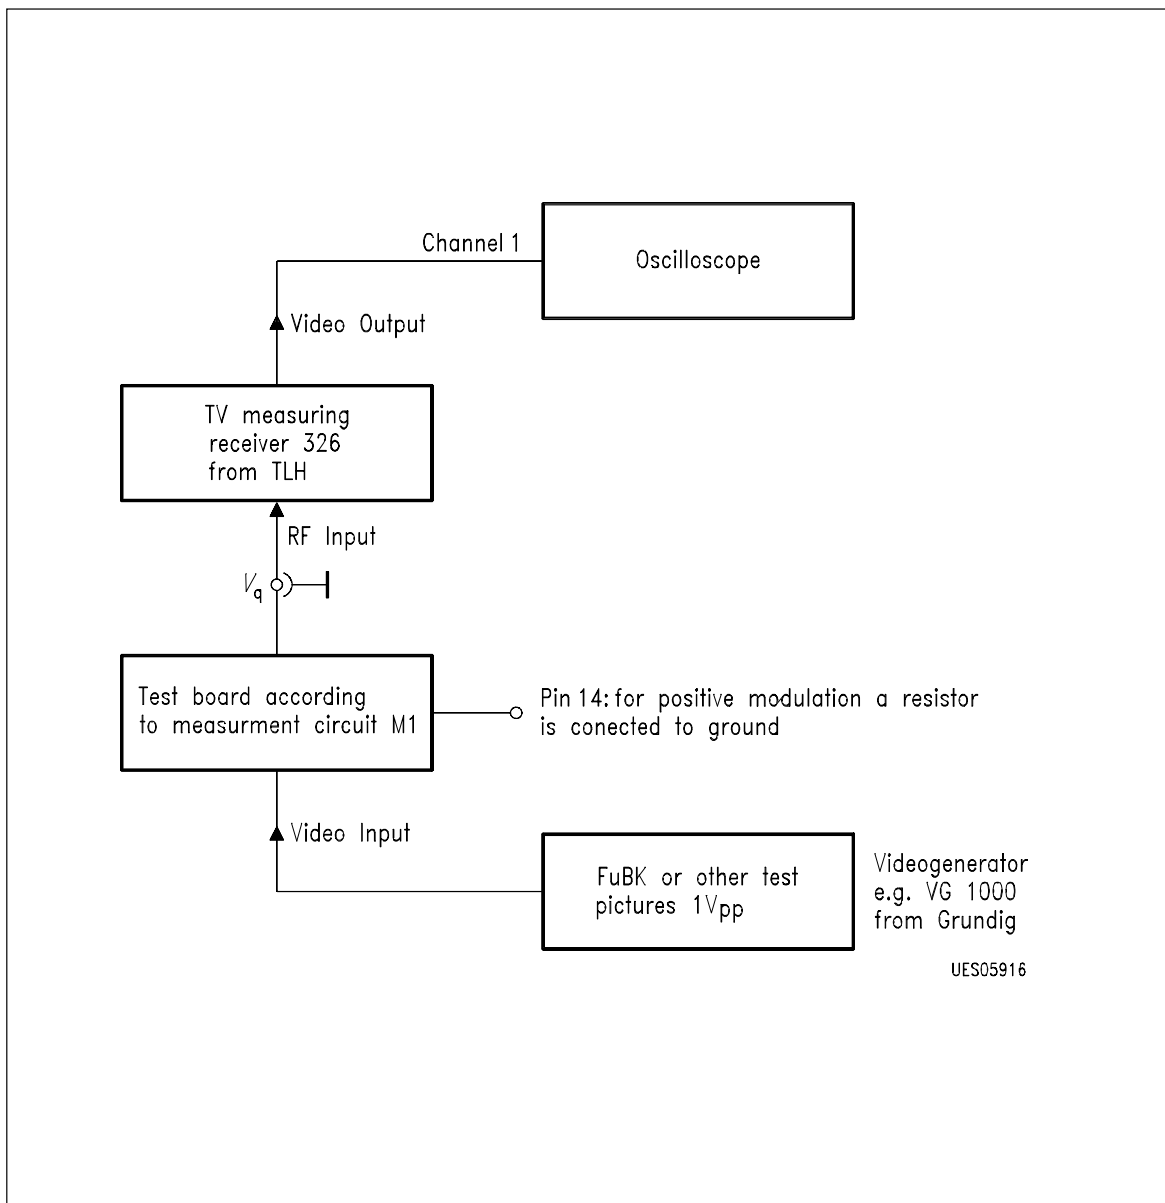 Channel 1
Oscilloscope
Video Output
TV measuring
receiver 326
from TLH
RF Input
Vq
Test board according
to measurment circuit M1
Pin 14: for positive modulation a resistor
is conected to ground
Video Input
FuBK or other test
pictures 1Vpp
Videogenerator
e.g. VG 1000
from Grundig
UES05916